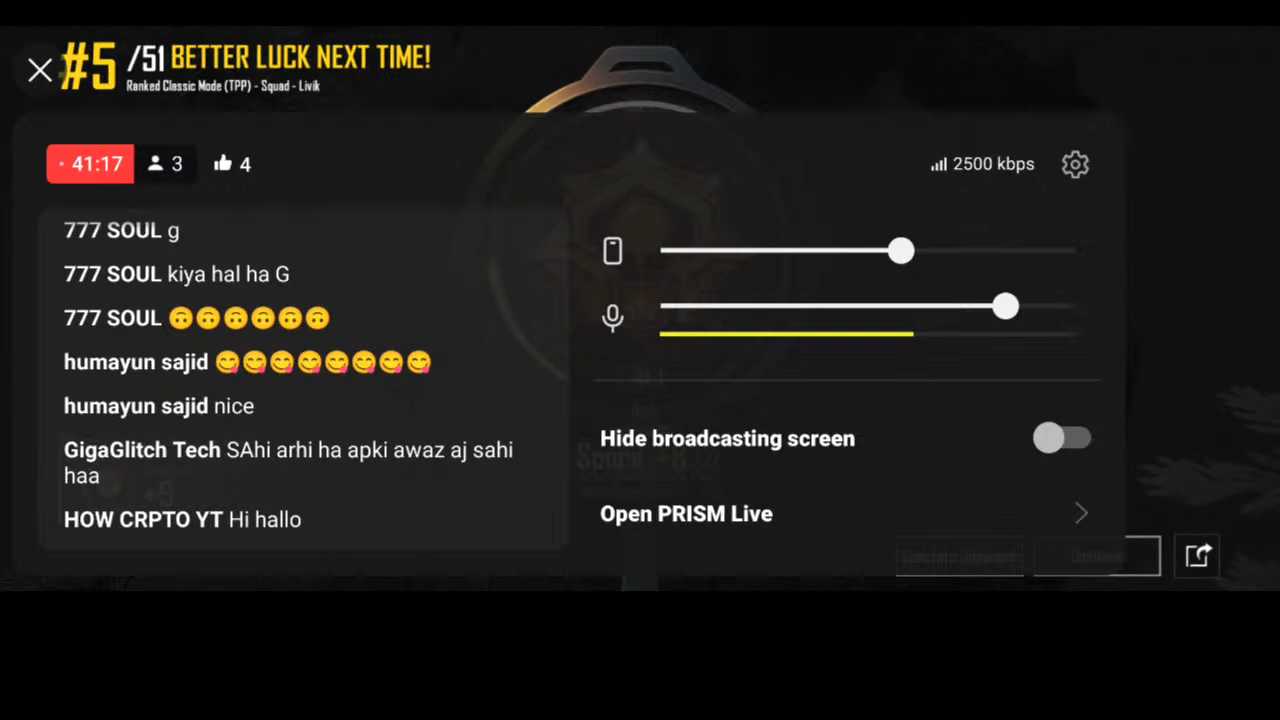 #5 /51 BETTER LUCK NEXT TIME!
Ranked Classic Mode (TPP) - Squad - Livik
41:17 3 4
2500 kbps
777 SOUL g
777 SOUL kiya hal ha G
777 SOUL 🙃🙃🙃🙃🙃🙃
humayun sajid 😋😋😋😋😋😋😋😋
humayun sajid nice
GigaGlitch Tech SAhi arhi ha apki awaz aj sahi
haa
HOW CRPTO YT Hi hallo
Hide broadcasting screen
Open PRISM Live